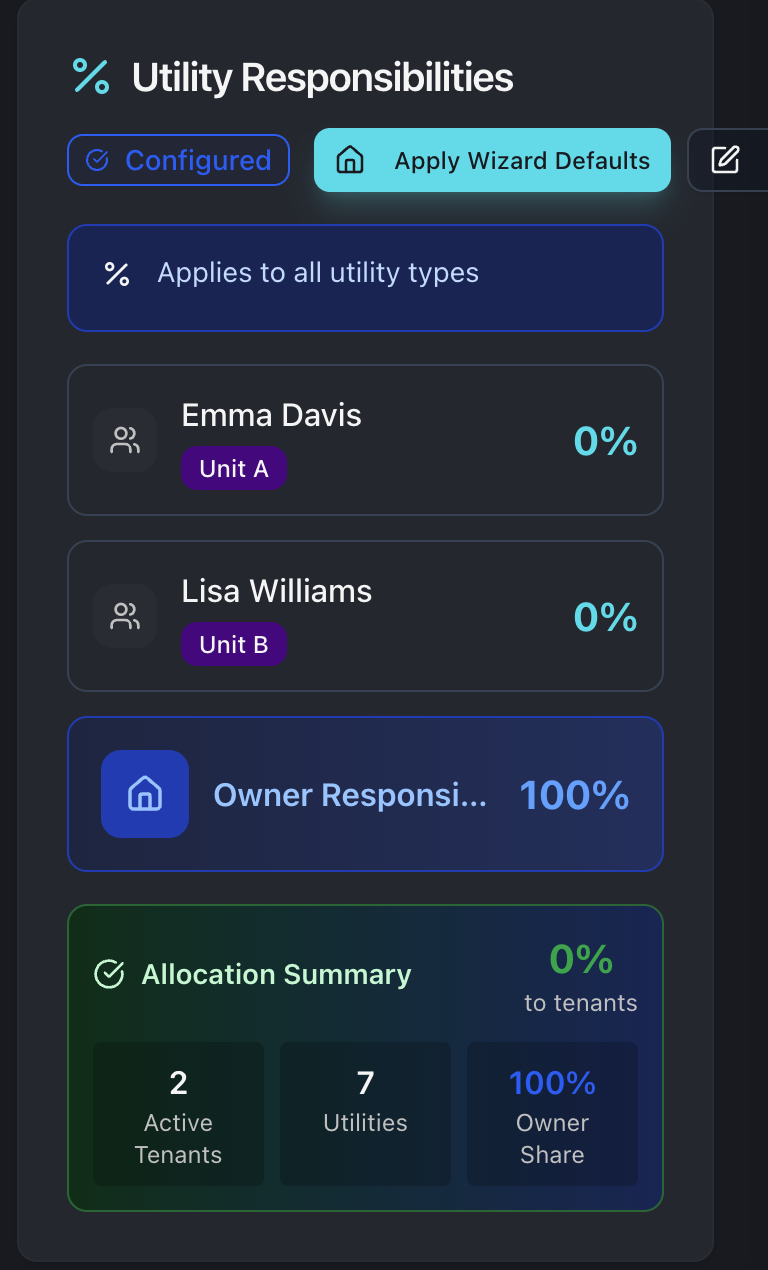 Utility Responsibilities
Configured
Apply Wizard Defaults
Applies to all utility types
Emma Davis
Unit A
0%
Lisa Williams
Unit B
0%
Owner Responsi...
100%
Allocation Summary
0%
to tenants
2
Active
Tenants
7
Utilities
100%
Owner
Share